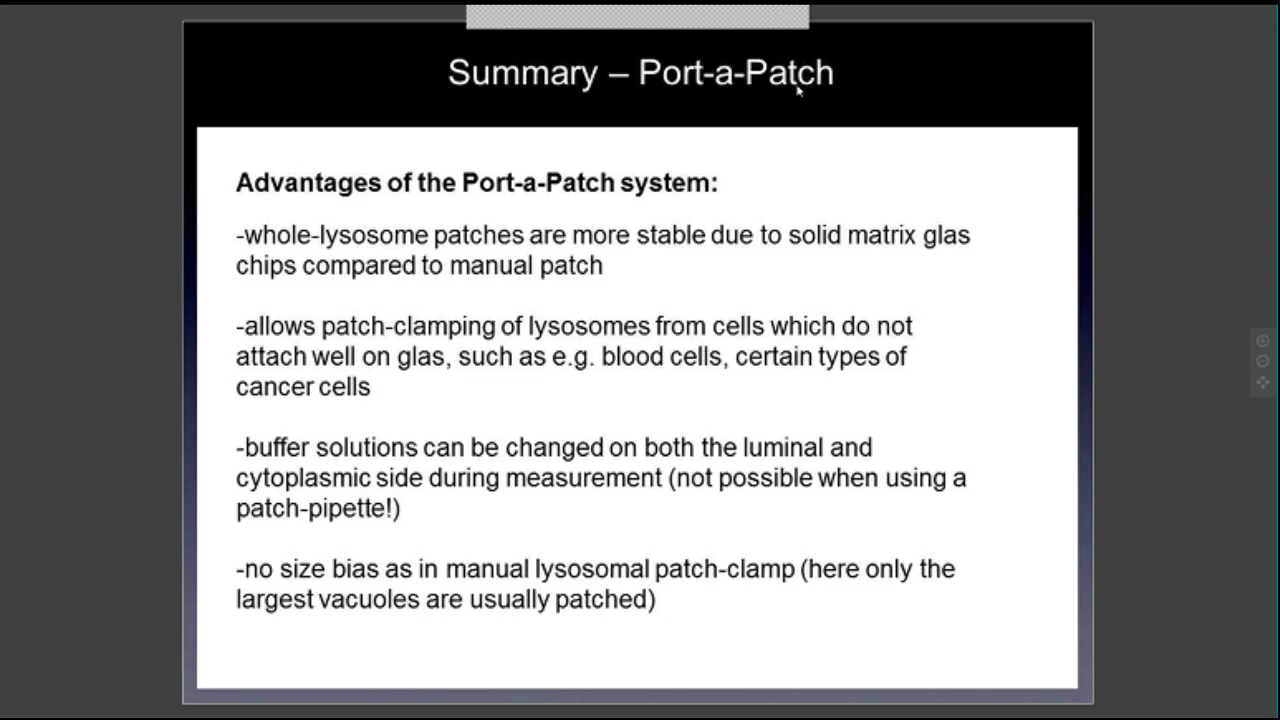 Summary – Port-a-Patch
Advantages of the Port-a-Patch system:
-whole-lysosome patches are more stable due to solid matrix glas
chips compared to manual patch
-allows patch-clamping of lysosomes from cells which do not
attach well on glas, such as e.g. blood cells, certain types of
cancer cells
-buffer solutions can be changed on both the luminal and
cytoplasmic side during measurement (not possible when using a
patch-pipette!)
-no size bias as in manual lysosomal patch-clamp (here only the
largest vacuoles are usually patched)